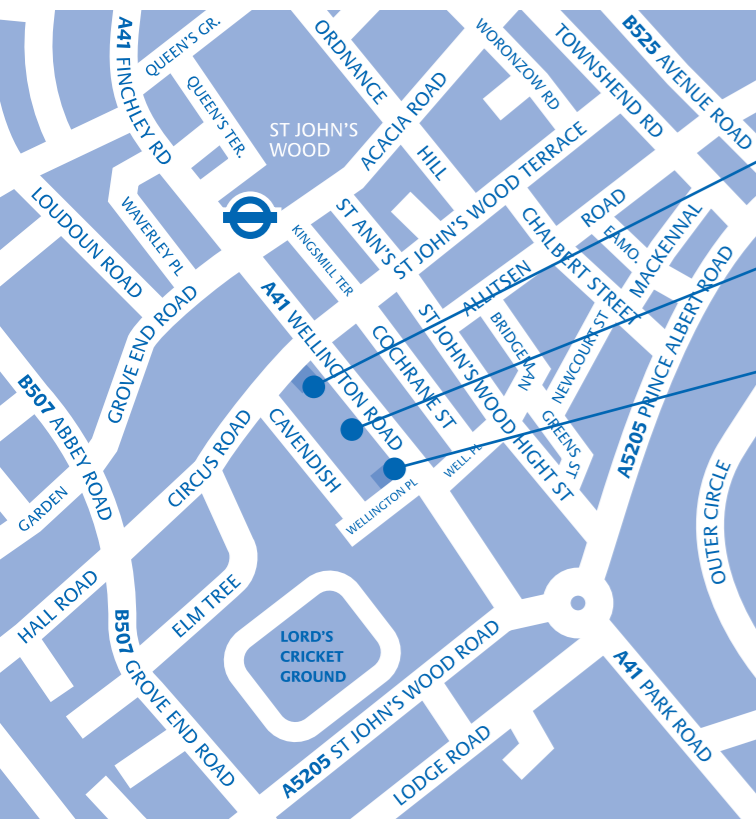 A41 FINCHLEY RD
QUEEN'S GR.
QUEEN'S TER.
ORDNANCE
HILL
WORONZOW RD
TOWNSHEND RD
B525 AVENUE ROAD
ST JOHN'S
WOOD
ACACIA ROAD
LOUDOUN ROAD
WAVERLEY PL
KINGSMILL TER
ST ANN'S
ST JOHN'S WOOD TERRACE
ALLITSEN
ROAD
EAMO.
MACKENNAL
CHALBERT STREET
GROVE END ROAD
A41 WELLINGTON ROAD
COCHRANE ST
ST JOHN'S WOOD HIGHT ST
BRIDGEMAN
NEWCOURT ST
GREENS ST
A5205 PRINCE ALBERT ROAD
B507 ABBEY ROAD
CIRCUS ROAD
CAVENDISH
WELL. PL
WELLINGTON PL
GARDEN
OUTER CIRCLE
HALL ROAD
ELM TREE
B507 GROVE END ROAD
LORD'S
CRICKET
GROUND
A5205 ST JOHN'S WOOD ROAD
LODGE ROAD
A41 PARK ROAD